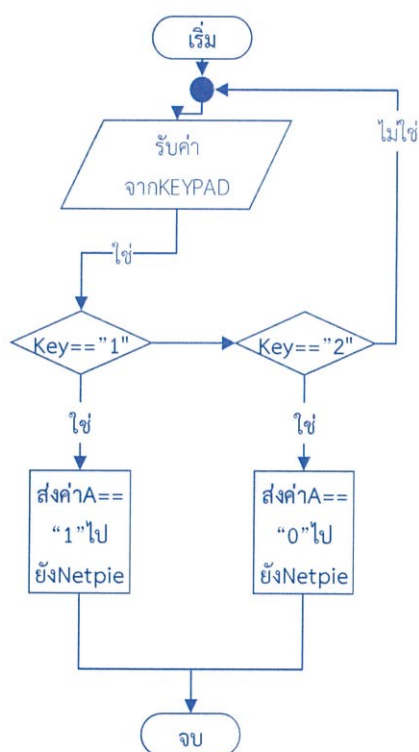 เริ่ม
ไม่ใช่
รับค่า
จากKEYPAD
ใช่
Key=="1"
Key=="2"
ใช่
ใช่
ส่งค่าA==
“1”ไป
ยังNetpie
ส่งค่าA==
“0”ไป
ยังNetpie
จบ